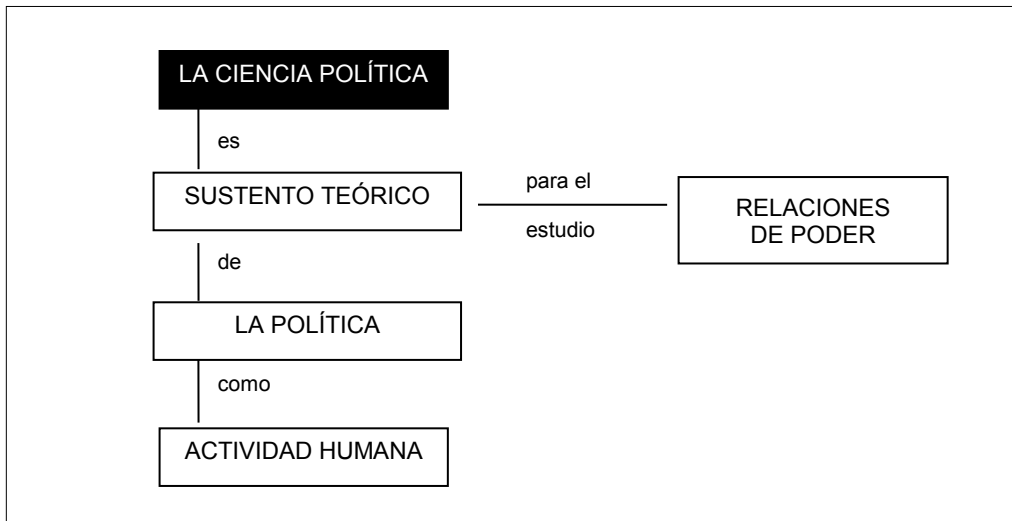 LA CIENCIA POLÍTICA
es
SUSTENTO TEÓRICO
para el
estudio
RELACIONES
DE PODER
de
LA POLÍTICA
como
ACTIVIDAD HUMANA